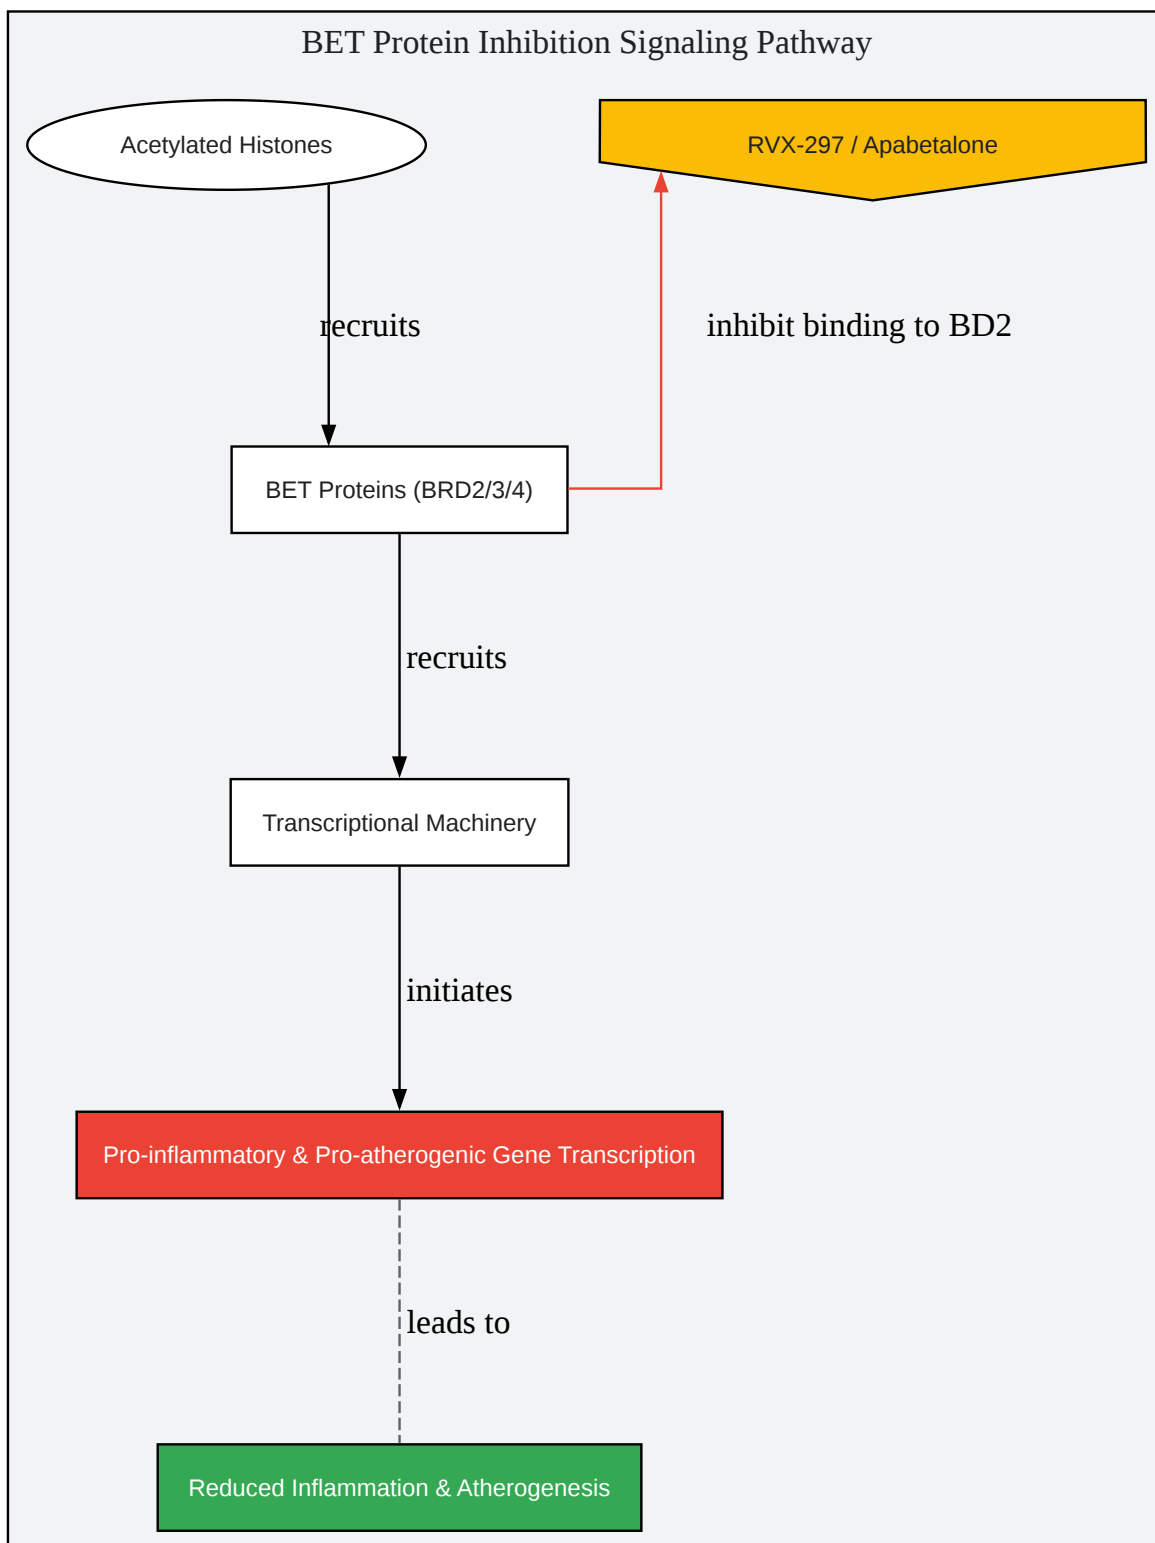 BET Protein Inhibition Signaling Pathway
Acetylated Histones
RVX-297 / Apabetalone
recruits
inhibit binding to BD2
BET Proteins (BRD2/3/4)
recruits
Transcriptional Machinery
initiates
Pro-inflammatory & Pro-atherogenic Gene Transcription
leads to
Reduced Inflammation & Atherogenesis